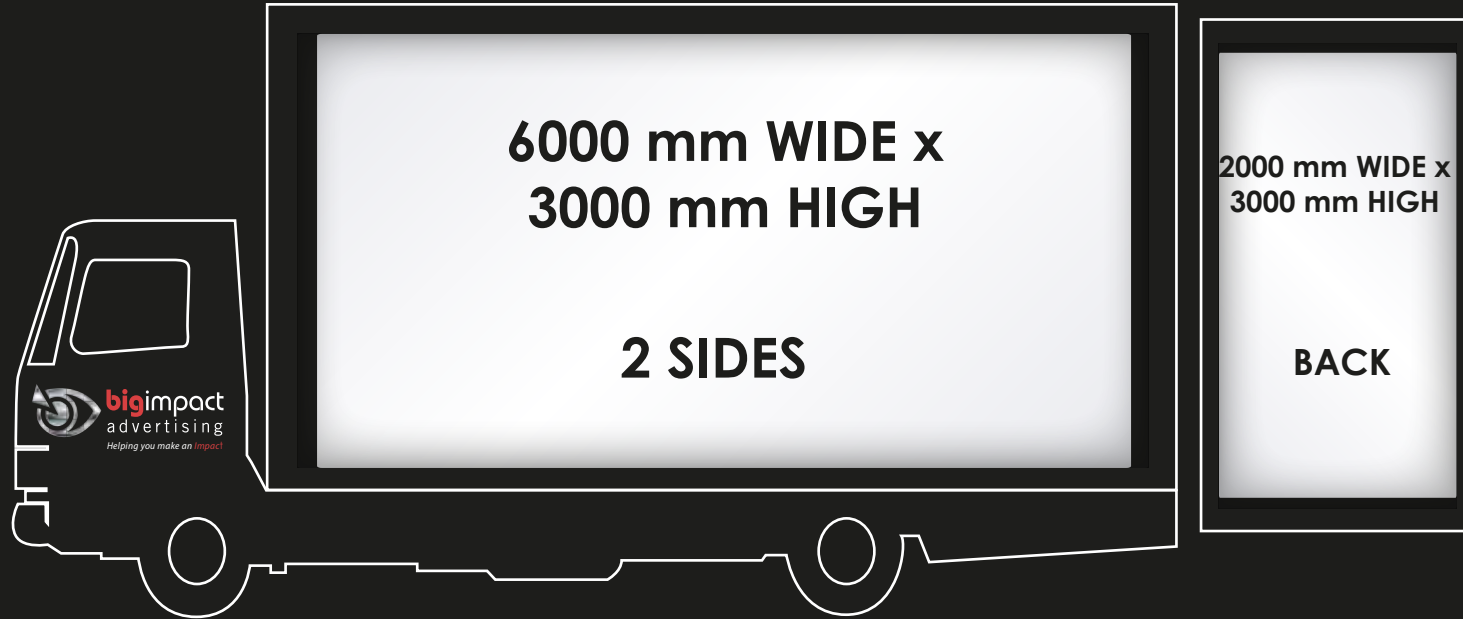 6000 mm WIDE x
3000 mm HIGH
2 SIDES
2000 mm WIDE x
3000 mm HIGH
BACK
bigimpact
advertising
Helping you make an Impact